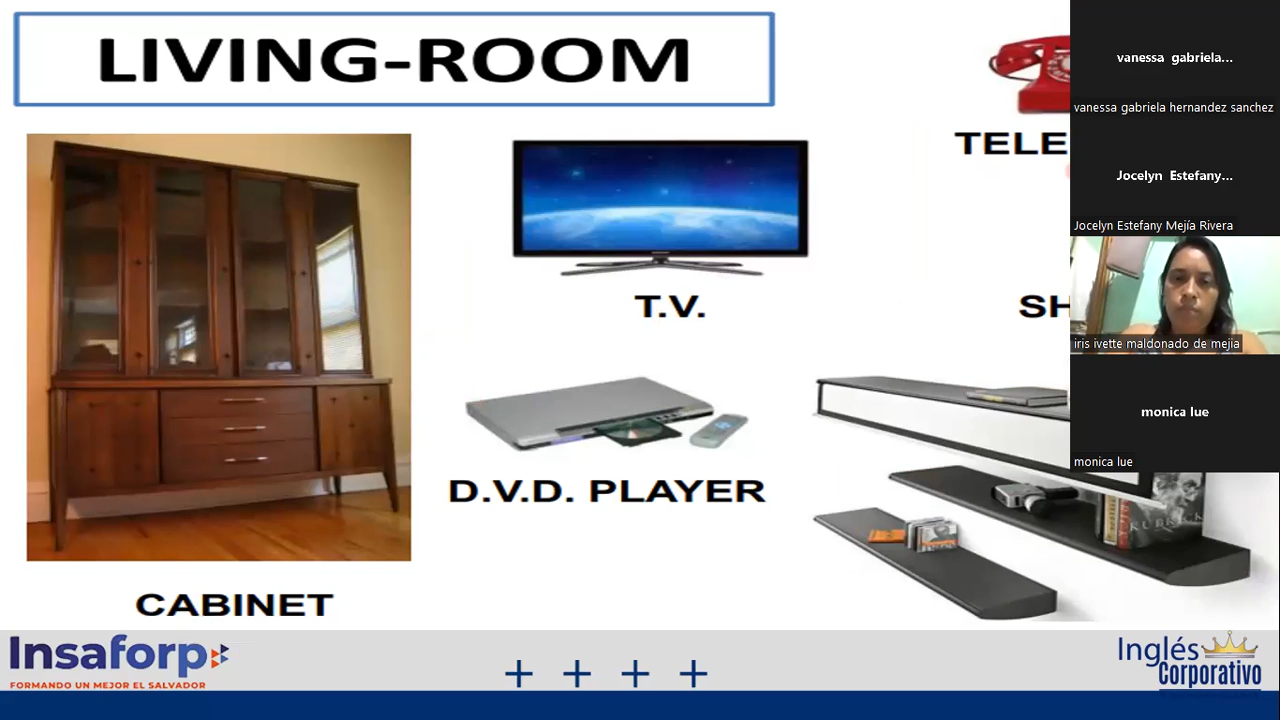 LIVING-ROOM
TELE
T.V.
SH
D.V.D. PLAYER
CABINET
KUBRICK
Insaforp
FORMANDO UN MEJOR EL SALVADOR
Inglés
Corporativo
vanessa gabriela...
vanessa gabriela hernandez sanchez
Jocelyn Estefany...
Jocelyn Estefany Mejía Rivera
iris ivette maldonado de mejia
monica lue
monica lue